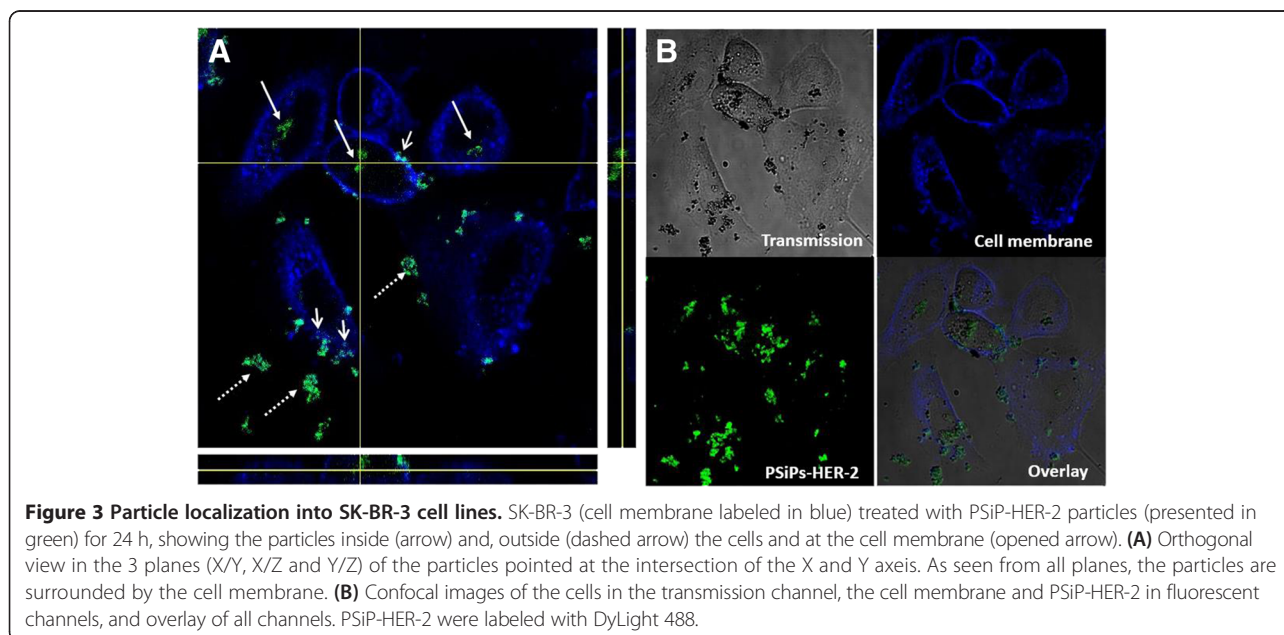 A
B
Transmission
Cell membrane
PSiPs-HER-2
Overlay
Figure 3 Particle localization into SK-BR-3 cell lines. SK-BR-3 (cell membrane labeled in blue) treated with PSiP-HER-2 particles (presented in
green) for 24 h, showing the particles inside (arrow) and, outside (dashed arrow) the cells and at the cell membrane (opened arrow). (A) Orthogonal
view in the 3 planes (X/Y, X/Z and Y/Z) of the particles pointed at the intersection of the X and Y axis. As seen from all planes, the particles are
surrounded by the cell membrane. (B) Confocal images of the cells in the transmission channel, the cell membrane and PSiP-HER-2 in fluorescent
channels, and overlay of all channels. PSiP-HER-2 were labeled with DyLight 488.